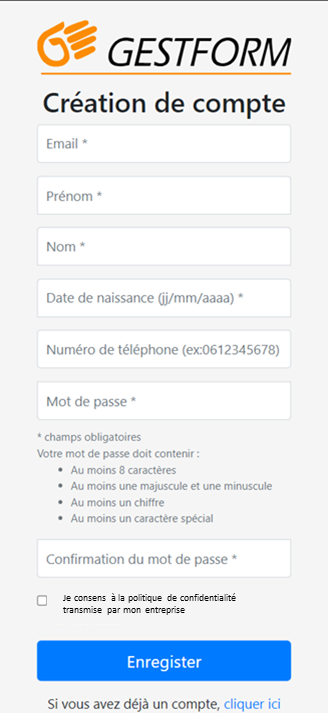 GESTFORM
Création de compte
Email *
Prénom *
Nom *
Date de naissance (jj/mm/aaaa) *
Numéro de téléphone (ex:0612345678)
Mot de passe *
* champs obligatoires
Votre mot de passe doit contenir :
• Au moins 8 caractères
• Au moins une majuscule et une minuscule
• Au moins un chiffre
• Au moins un caractère spécial
Confirmation du mot de passe *
Je consens à la politique de confidentialité
transmise par mon entreprise
Enregister
Si vous avez déjà un compte, cliquer ici